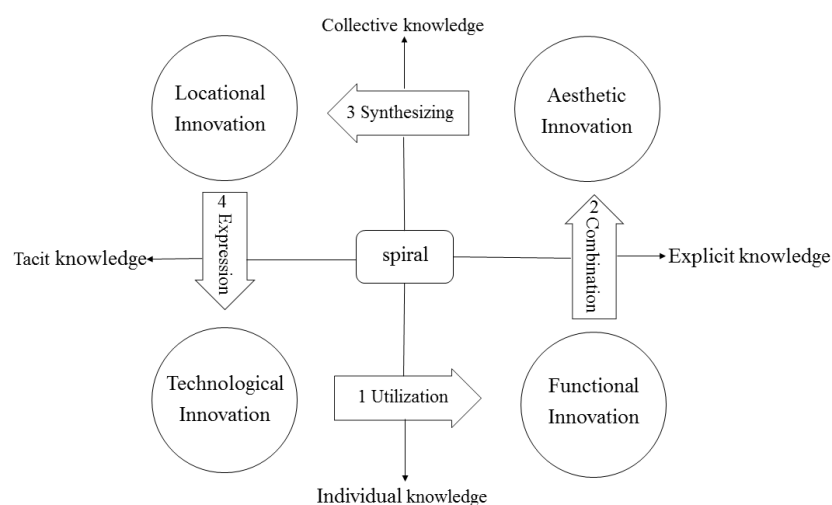 Collective knowledge
Locational
Innovation
3 Synthesizing
Aesthetic
Innovation
4 Expression
2 Combination
Tacit knowledge
spiral
Explicit knowledge
Technological
Innovation
1 Utilization
Functional
Innovation
Individual knowledge